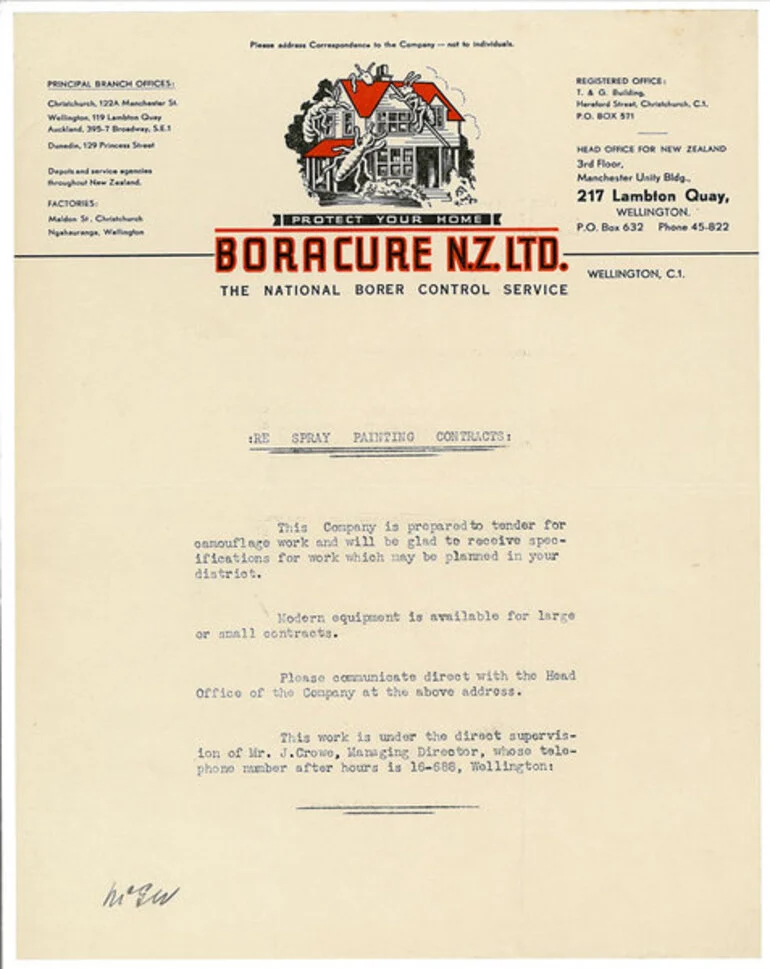 Please address Correspondence to the Company — not to individuals.
PRINCIPAL BRANCH OFFICES:
Christchurch, 122A Manchester St.
Wellington, 119 Lambton Quay
Auckland, 395-7 Broadway, S.E.1
Dunedin, 129 Princess Street
Depots and service agencies
throughout New Zealand.
FACTORIES:
Maldon St., Christchurch
Ngahauranga, Wellington
REGISTERED OFFICE:
T. & G. Building,
Hereford Street, Christchurch, C.1.
P.O. BOX 571
HEAD OFFICE FOR NEW ZEALAND
3rd Floor,
Manchester Unity Bldg.,
217 Lambton Quay,
WELLINGTON.
P.O. Box 632 Phone 45-822
PROTECT YOUR HOME
BORACURE N.Z. LTD.
THE NATIONAL BORER CONTROL SERVICE
WELLINGTON, C.1.
:RE SPRAY PAINTING CONTRACTS:
This Company is prepared to tender for
camouflage work and will be glad to receive spec-
ifications for work which may be planned in your
district.
Modern equipment is available for large
or small contracts.
Please communicate direct with the Head
Office of the Company at the above address.
This work is under the direct supervis-
ion of Mr. J.Crowe, Managing Director, whose tele-
phone number after hours is 16-688, Wellington: